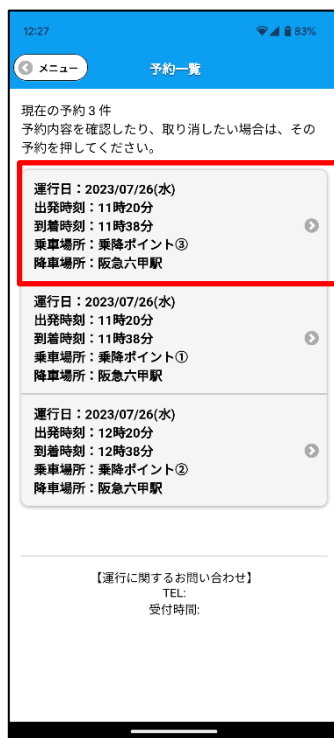 12:27
83%
メニュー
予約一覧
現在の予約3件
予約内容を確認したり、取り消したい場合は、その
予約を押してください。
運行日：2023/07/26(水)
出発時刻：11時20分
到着時刻：11時38分
乗車場所：乗降ポイント③
降車場所：阪急六甲駅
運行日：2023/07/26(水)
出発時刻：11時20分
到着時刻：11時38分
乗車場所：乗降ポイント①
降車場所：阪急六甲駅
運行日：2023/07/26(水)
出発時刻：12時20分
到着時刻：12時38分
乗車場所：乗降ポイント②
降車場所：阪急六甲駅
【運行に関するお問い合わせ】
TEL:
受付時間: